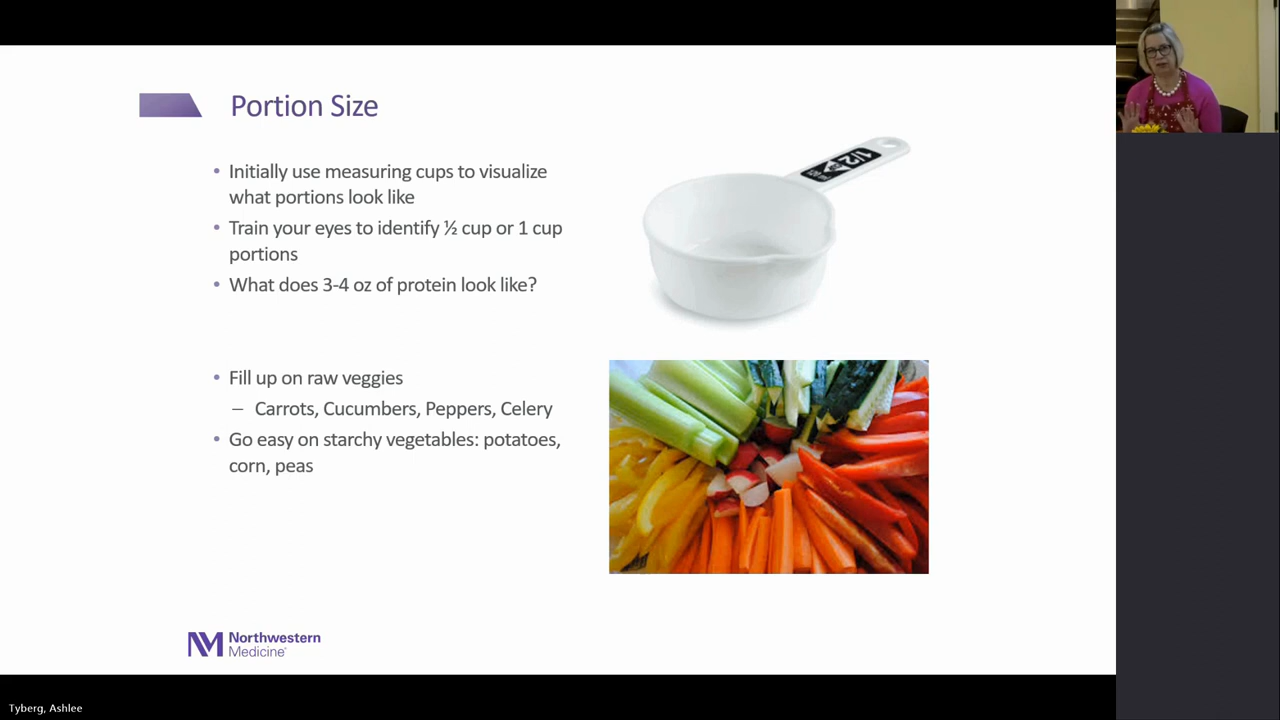 Portion Size
• Initially use measuring cups to visualize
what portions look like
• Train your eyes to identify ½ cup or 1 cup
portions
• What does 3-4 oz of protein look like?
1/2
• Fill up on raw veggies
– Carrots, Cucumbers, Peppers, Celery
• Go easy on starchy vegetables: potatoes,
corn, peas
Northwestern
Medicine
Tyberg, Ashlee